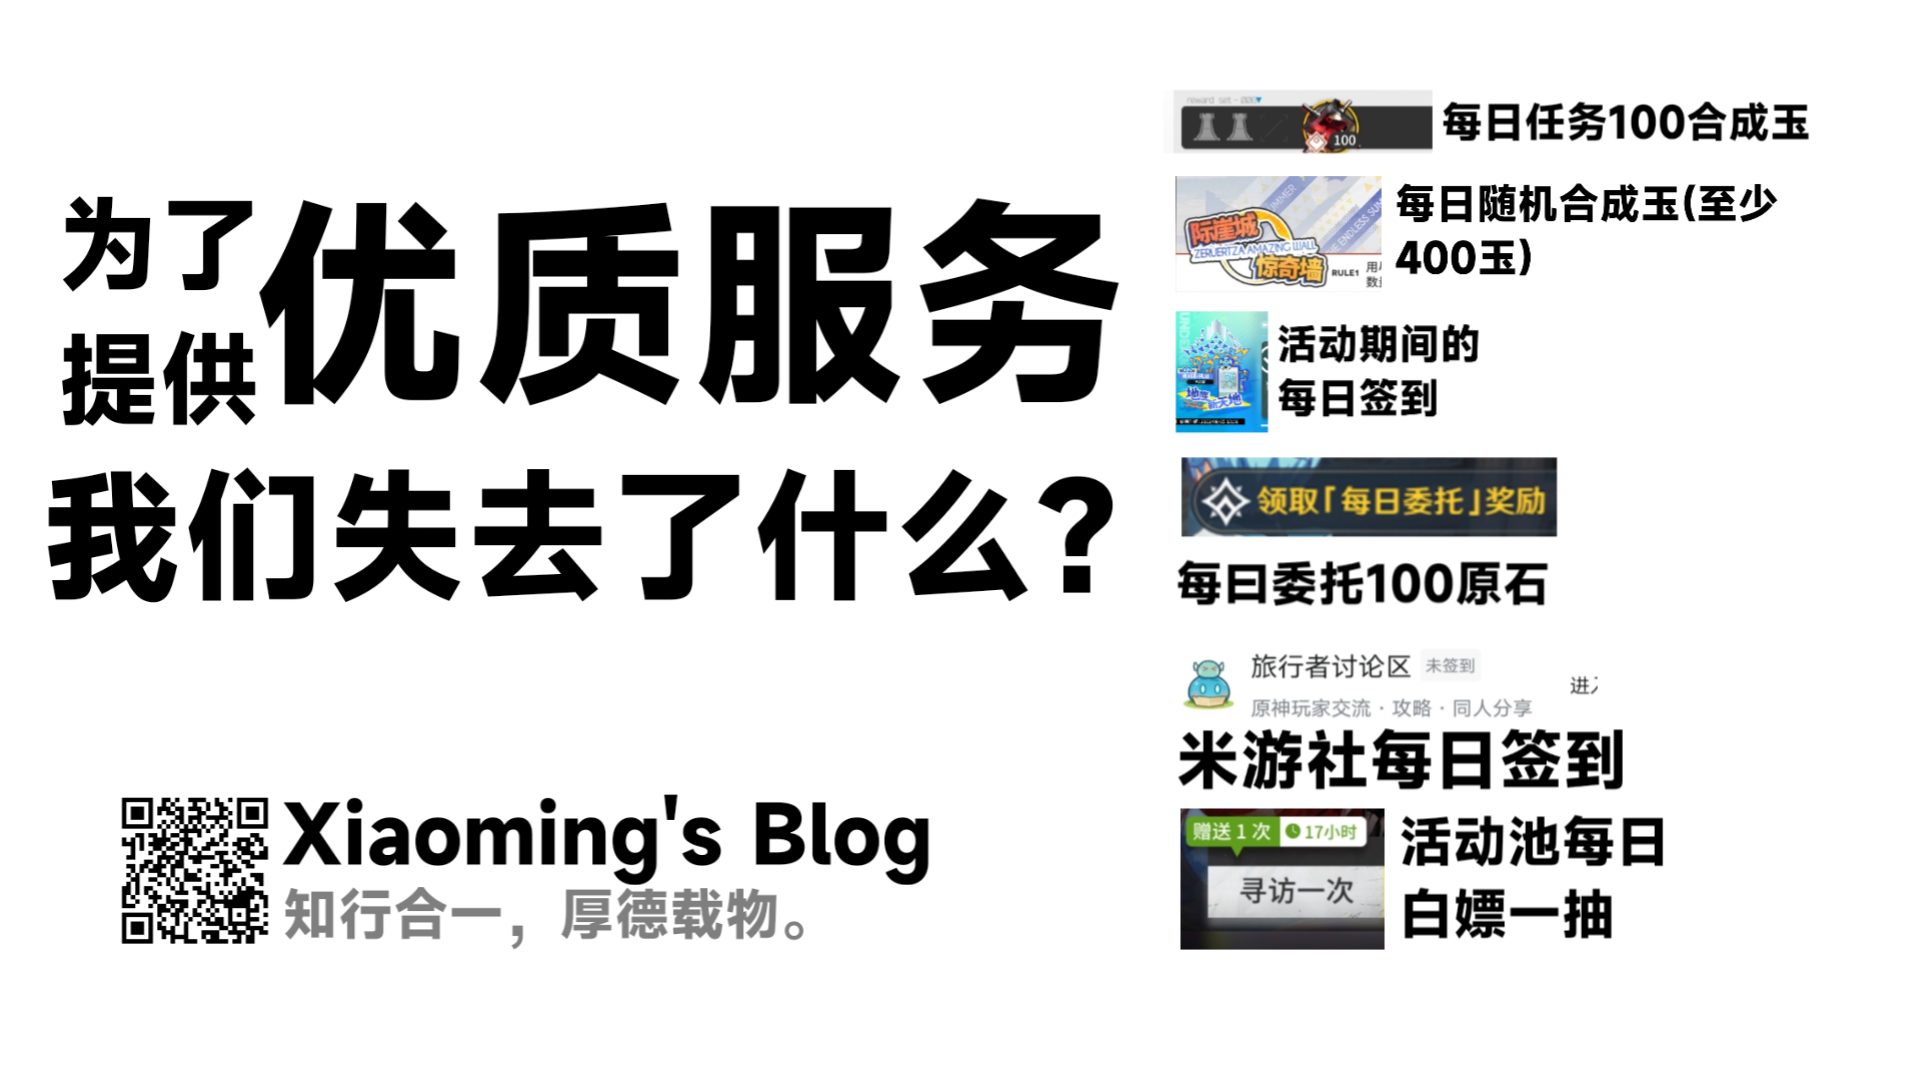 为了
提供
优质服务
我们失去了什么?
Xiaoming's Blog
知行合一，厚德载物。
reward set-
100
每日任务100合成玉
际崖城
ZERUERTZA AMAZING WALL
惊奇墙
RULE1
每日随机合成玉(至少
400玉)
活动期间的
每日签到
领取「每日委托」奖励
每曰委托100原石
旅行者讨论区 未签到
原神玩家交流·攻略·同人分享
米游社每日签到
赠送1次 17小时
寻访一次
活动池每日
白嫖一抽